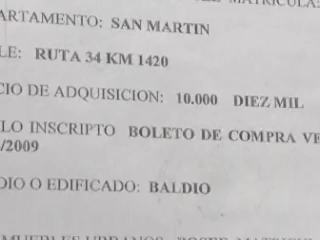 MATRICULA:
ARTAMENTO: SAN MARTIN
LE: RUTA 34 KM 1420
CIO DE ADQUISICION: 10.000 DIEZ MIL
LO INSCRIPTO BOLETO DE COMPRA VE
/2009
DIO O EDIFICADO: BALDIO